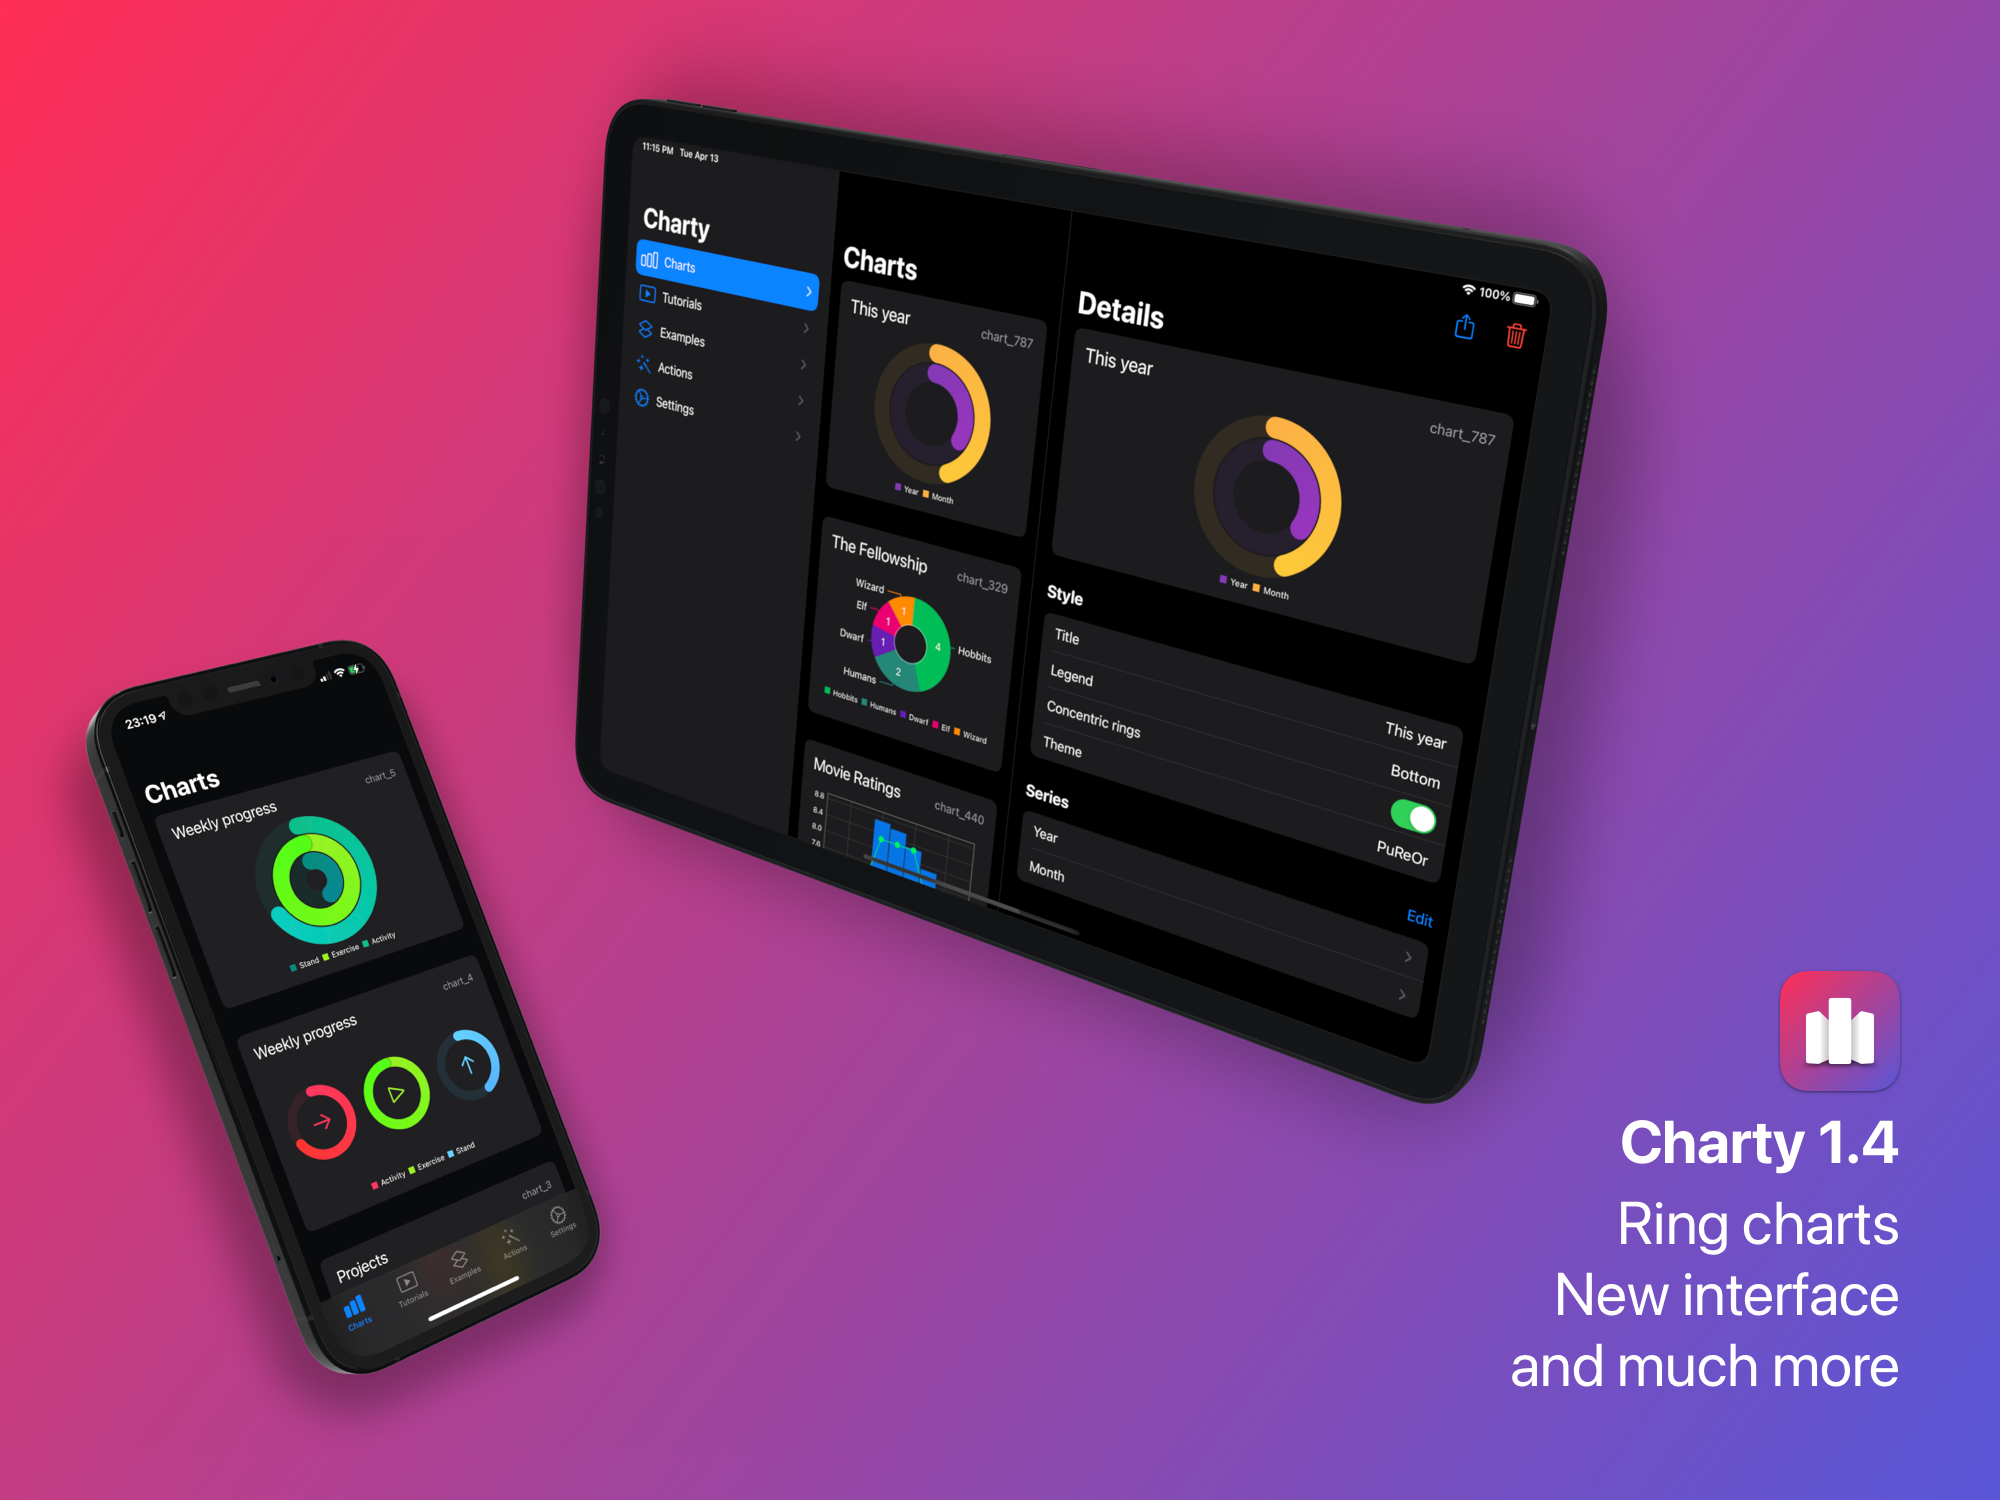 11:15 PM Tue Apr 13
100%
Charty
Charts
Tutorials
Examples
Actions
Settings
Charts
This year
chart_787
Year Month
The Fellowship
chart_329
Wizard
Elf
Dwarf
Humans
Hobbits
1
1
1
2
4
Hobbits Humans Dwarf Elf Wizard
Movie Ratings
chart_440
8.8
8.4
8.0
7.6
Details
This year
chart_787
Year Month
Style
Title This year
Legend Bottom
Concentric rings
Theme PuReOr
Series Edit
Year
Month
23:19
Charts
chart_5
Weekly progress
Stand Exercise Activity
chart_4
Weekly progress
Activity Exercise Stand
chart_3
Projects
Charts Tutorials Examples Actions Settings
Charty 1.4
Ring charts
New interface
and much more